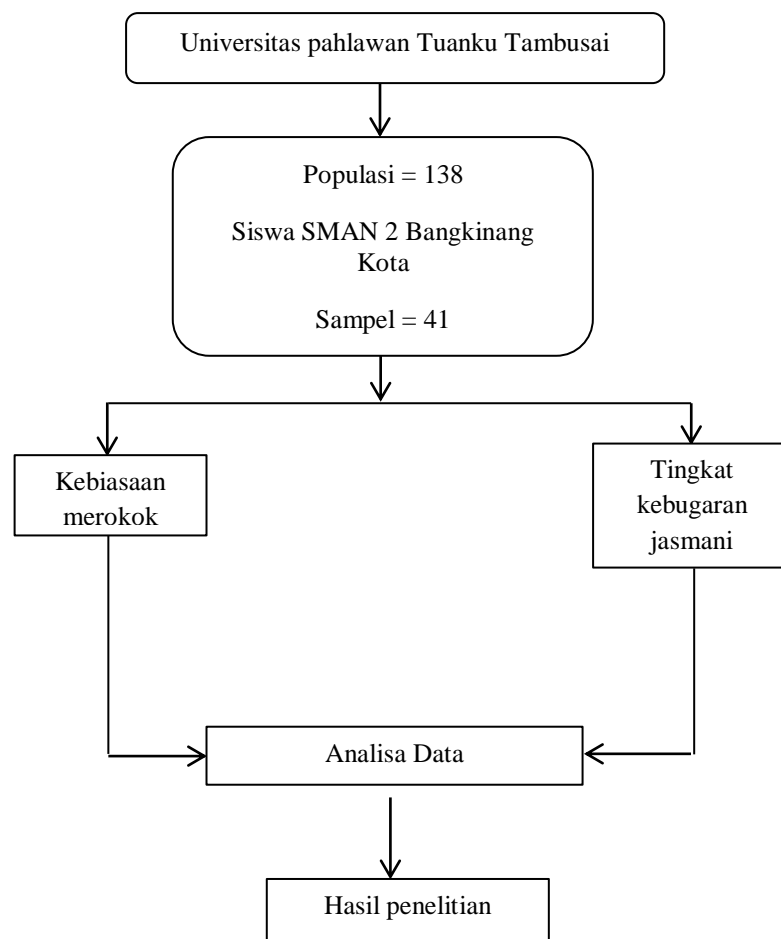 Universitas pahlawan Tuanku Tambusai
Populasi = 138
Siswa SMAN 2 Bangkinang
Kota
Sampel = 41
Kebiasaan
merokok
Tingkat
kebugaran
jasmani
Analisa Data
Hasil penelitian